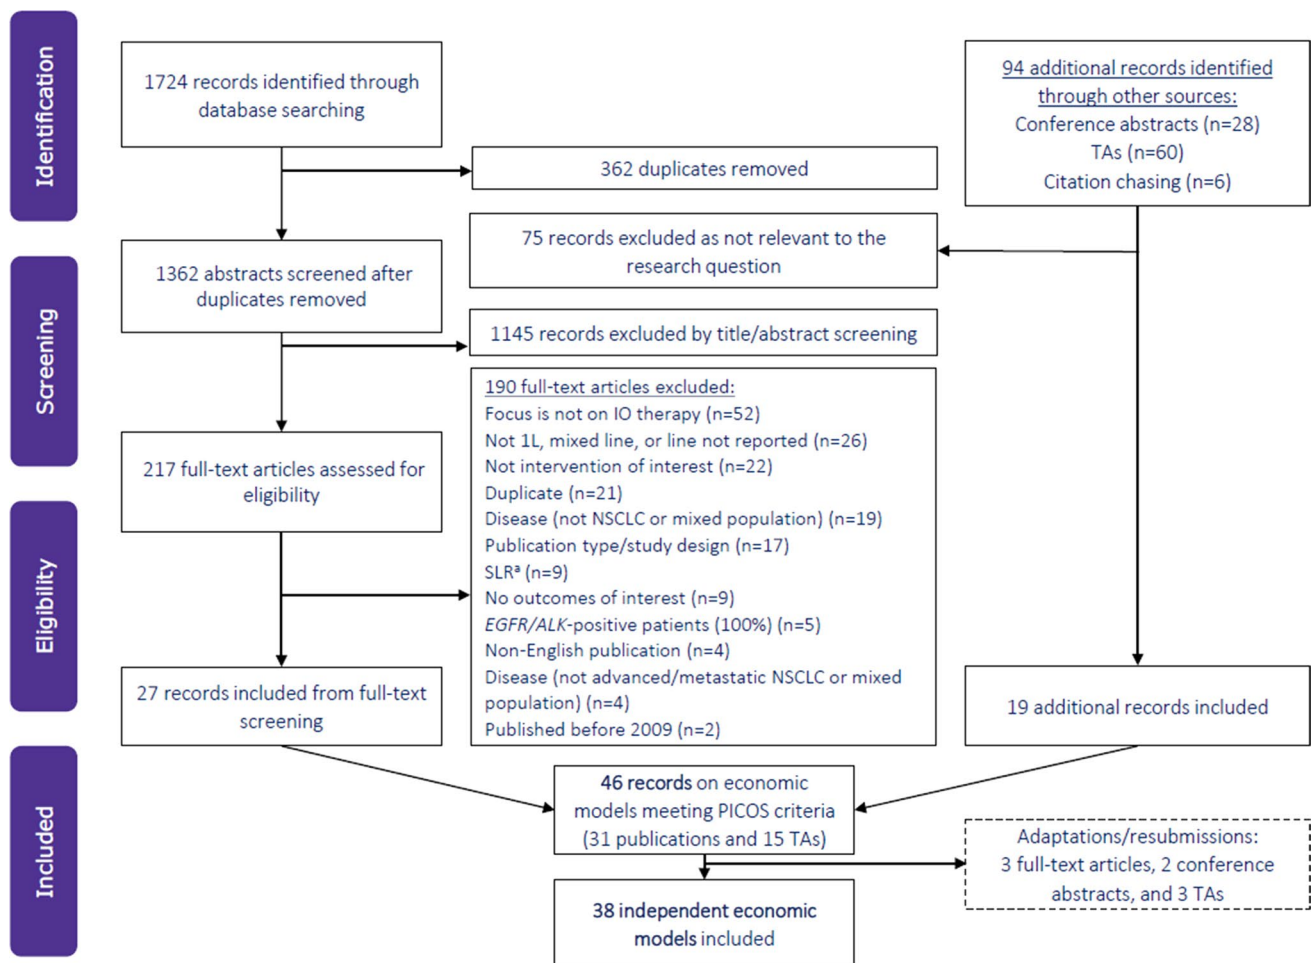 Identification
1724 records identified through
database searching
94 additional records identified
through other sources:
Conference abstracts (n=28)
TAs (n=60)
Citation chasing (n=6)
362 duplicates removed
75 records excluded as not relevant to the
research question
Screening
1362 abstracts screened after
duplicates removed
1145 records excluded by title/abstract screening
217 full-text articles assessed for
eligibility
190 full-text articles excluded:
Focus is not on IO therapy (n=52)
Not 1L, mixed line, or line not reported (n=26)
Not intervention of interest (n=22)
Duplicate (n=21)
Disease (not NSCLC or mixed population) (n=19)
Publication type/study design (n=17)
SLRᵃ (n=9)
No outcomes of interest (n=9)
EGFR/ALK-positive patients (100%) (n=5)
Non-English publication (n=4)
Disease (not advanced/metastatic NSCLC or mixed
population) (n=4)
Published before 2009 (n=2)
Eligibility
27 records included from full-text
screening
19 additional records included
Included
46 records on economic
models meeting PICOS criteria
(31 publications and 15 TAs)
Adaptations/resubmissions:
3 full-text articles, 2 conference
abstracts, and 3 TAs
38 independent economic
models included